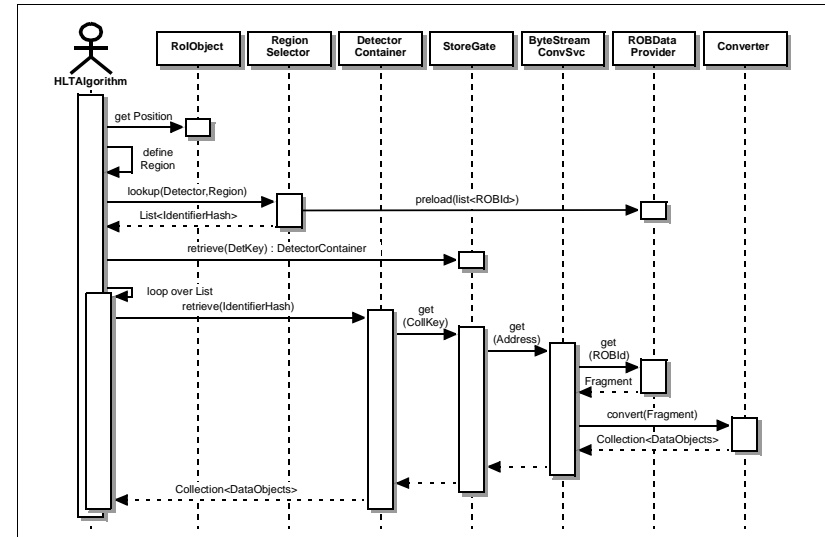 RoIObject
Region
Selector
Detector
Container
StoreGate
ByteStream
ConvSvc
ROBData
Provider
Converter
HLTAlgorithm
get Position
define
Region
lookup(Detector,Region)
preload(list<ROBId>)
List<IdentifierHash>
retrieve(DetKey) : DetectorContainer
loop over List
retrieve(IdentifierHash)
get
(CollKey)
get
(Address)
get
(ROBId)
Fragment
convert(Fragment)
Collection<DataObjects>
Collection<DataObjects>